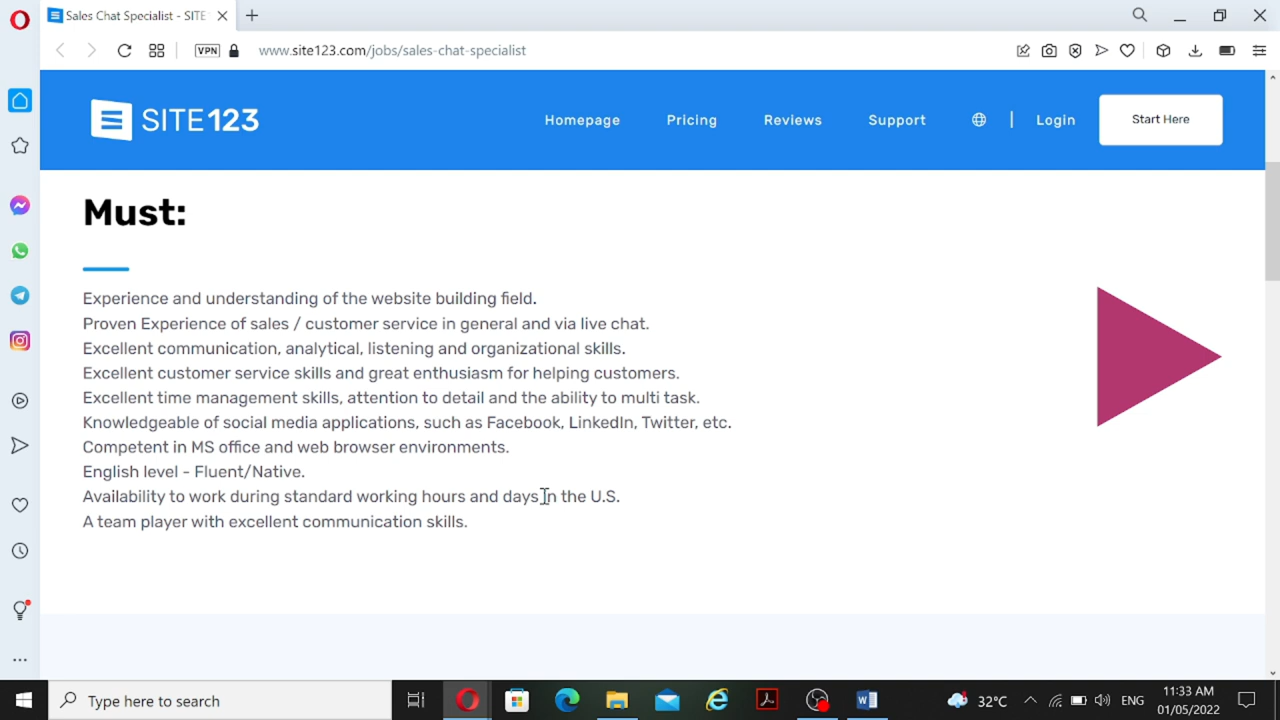 Sales Chat Specialist - SITE
VPN
www.site123.com/jobs/sales-chat-specialist
SITE123
Homepage
Pricing
Reviews
Support
Login
Start Here
Must:
Experience and understanding of the website building field.
Proven Experience of sales / customer service in general and via live chat.
Excellent communication, analytical, listening and organizational skills.
Excellent customer service skills and great enthusiasm for helping customers.
Excellent time management skills, attention to detail and the ability to multi task.
Knowledgeable of social media applications, such as Facebook, LinkedIn, Twitter, etc.
Competent in MS office and web browser environments.
English level - Fluent/Native.
Availability to work during standard working hours and days in the U.S.
A team player with excellent communication skills.
Type here to search
32°C
ENG
11:33 AM
01/05/2022